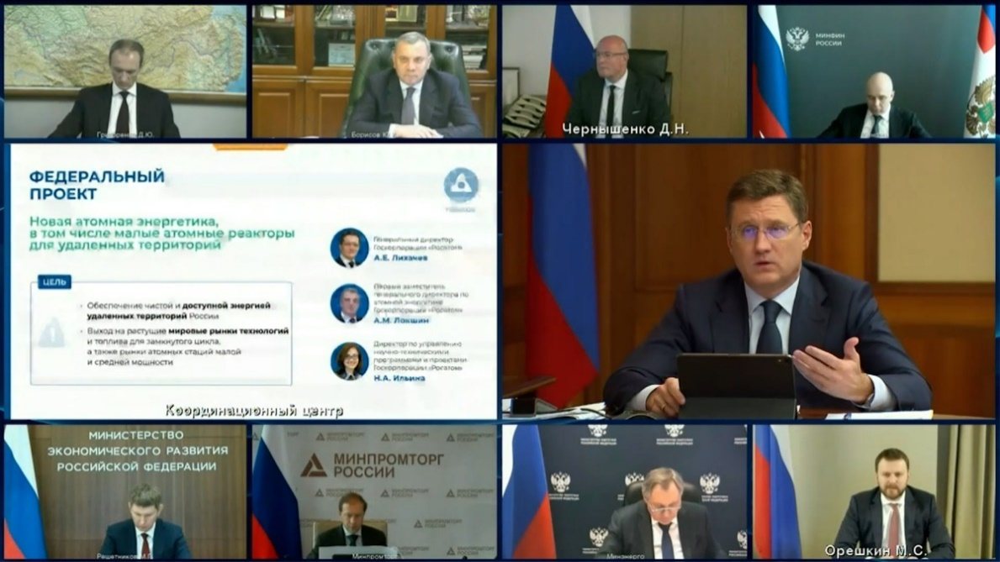 Григоренко Д.Ю.
Борисов
Чернышенко Д.Н.
МИНФИН
РОССИИ
ФЕДЕРАЛЬНЫЙ
ПРОЕКТ
Новая атомная энергетика,
в том числе малые атомные реакторы
для удаленных территорий
ЦЕЛЬ
Обеспечение чистой и доступной энергией
удаленных территорий России
Выход на растущие мировые рынки технологий
и топлива для замкнутого цикла,
а также рынки атомных станций малой
и средней мощности
Генеральный директор
Госкорпорации «Росатом»
А.Е. Лихачев
Первый заместитель
генерального директора по
атомной энергетике
Госкорпорации «Росатом»
А.М. Локшин
Директор по управлению
научно-техническими
программами и проектами
Госкорпорации «Росатом»
Н.А. Ильина
Координационный центр
МИНИСТЕРСТВО
ЭКОНОМИЧЕСКОГО РАЗВИТИЯ
РОССИЙСКОЙ ФЕДЕРАЦИИ
Решетников М.Г.
МИНПРОМТОРГ
РОССИИ
МИНПРОМТОРГ
РОССИИ
Минпромторг
Минэнерго
Орешкин М.С.